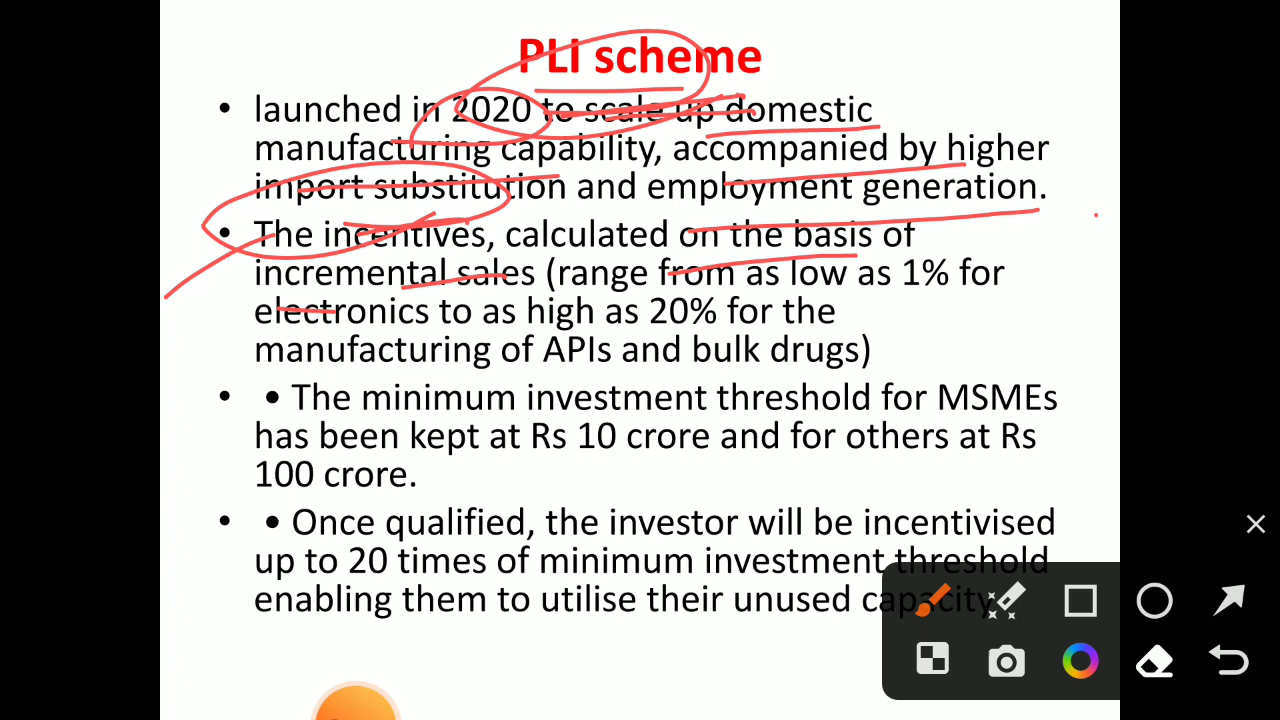 PLI scheme
• launched in 2020 to scale up domestic
manufacturing capability, accompanied by higher
import substitution and employment generation.
• The incentives, calculated on the basis of
incremental sales (range from as low as 1% for
electronics to as high as 20% for the
manufacturing of APIs and bulk drugs)
• • The minimum investment threshold for MSMEs
has been kept at Rs 10 crore and for others at Rs
100 crore.
• • Once qualified, the investor will be incentivised
up to 20 times of minimum investment threshold
enabling them to utilise their unused capacity